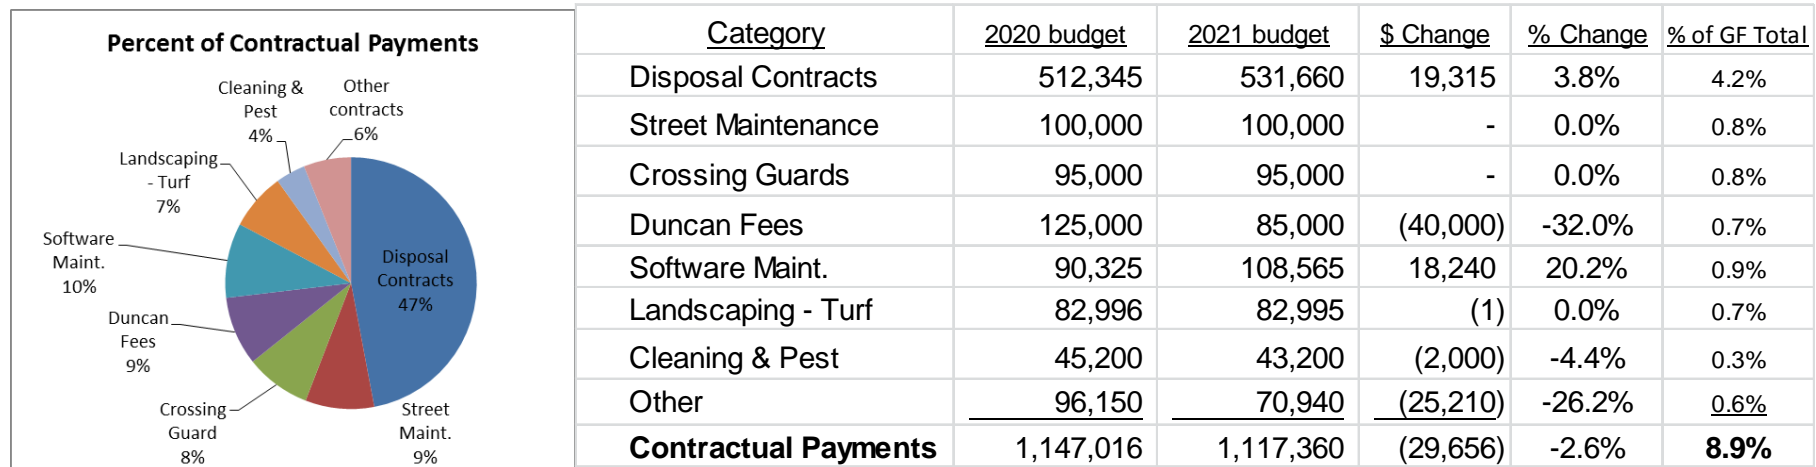 Percent of Contractual Payments
Cleaning &
Pest
4%
Other
contracts
6%
Landscaping
- Turf
7%
Software
Maint.
10%
Duncan
Fees
9%
Crossing
Guard
8%
Street
Maint.
9%
Disposal
Contracts
47%
Category 2020 budget 2021 budget $ Change % Change % of GF Total
Disposal Contracts 512,345 531,660 19,315 3.8% 4.2%
Street Maintenance 100,000 100,000 - 0.0% 0.8%
Crossing Guards 95,000 95,000 - 0.0% 0.8%
Duncan Fees 125,000 85,000 (40,000) -32.0% 0.7%
Software Maint. 90,325 108,565 18,240 20.2% 0.9%
Landscaping - Turf 82,996 82,995 (1) 0.0% 0.7%
Cleaning & Pest 45,200 43,200 (2,000) -4.4% 0.3%
Other 96,150 70,940 (25,210) -26.2% 0.6%
Contractual Payments 1,147,016 1,117,360 (29,656) -2.6% 8.9%